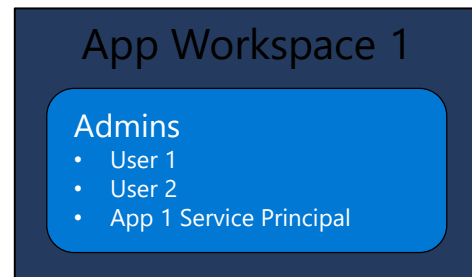 App Workspace 1
Admins
• User 1
• User 2
• App 1 Service Principal